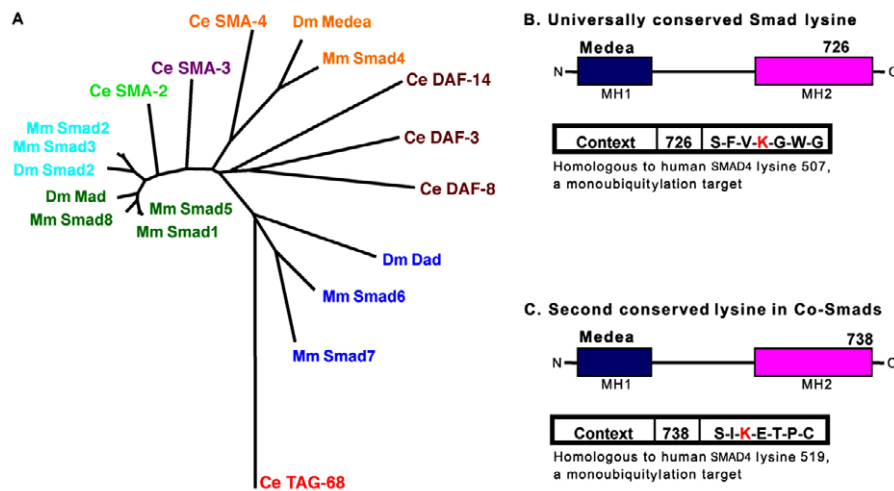 A
Ce SMA-4
Dm Medea
Mm Smad4
Ce SMA-3
Ce DAF-14
Ce SMA-2
Mm Smad2
Mm Smad3
Ce DAF-3
Dm Smad2
Ce DAF-8
Dm Mad
Mm Smad5
Mm Smad8
Mm Smad1
Dm Dad
Mm Smad6
Mm Smad7
Ce TAG-68
B. Universally conserved Smad lysine
Medea
726
N
C
MH1
MH2
Context 726 S-F-V-K-G-W-G
Homologous to human SMAD4 lysine 507,
a monoubiquitylation target
C. Second conserved lysine in Co-Smads
Medea
738
N
C
MH1
MH2
Context 738 S-I-K-E-T-P-C
Homologous to human SMAD4 lysine 519,
a monoubiquitylation target